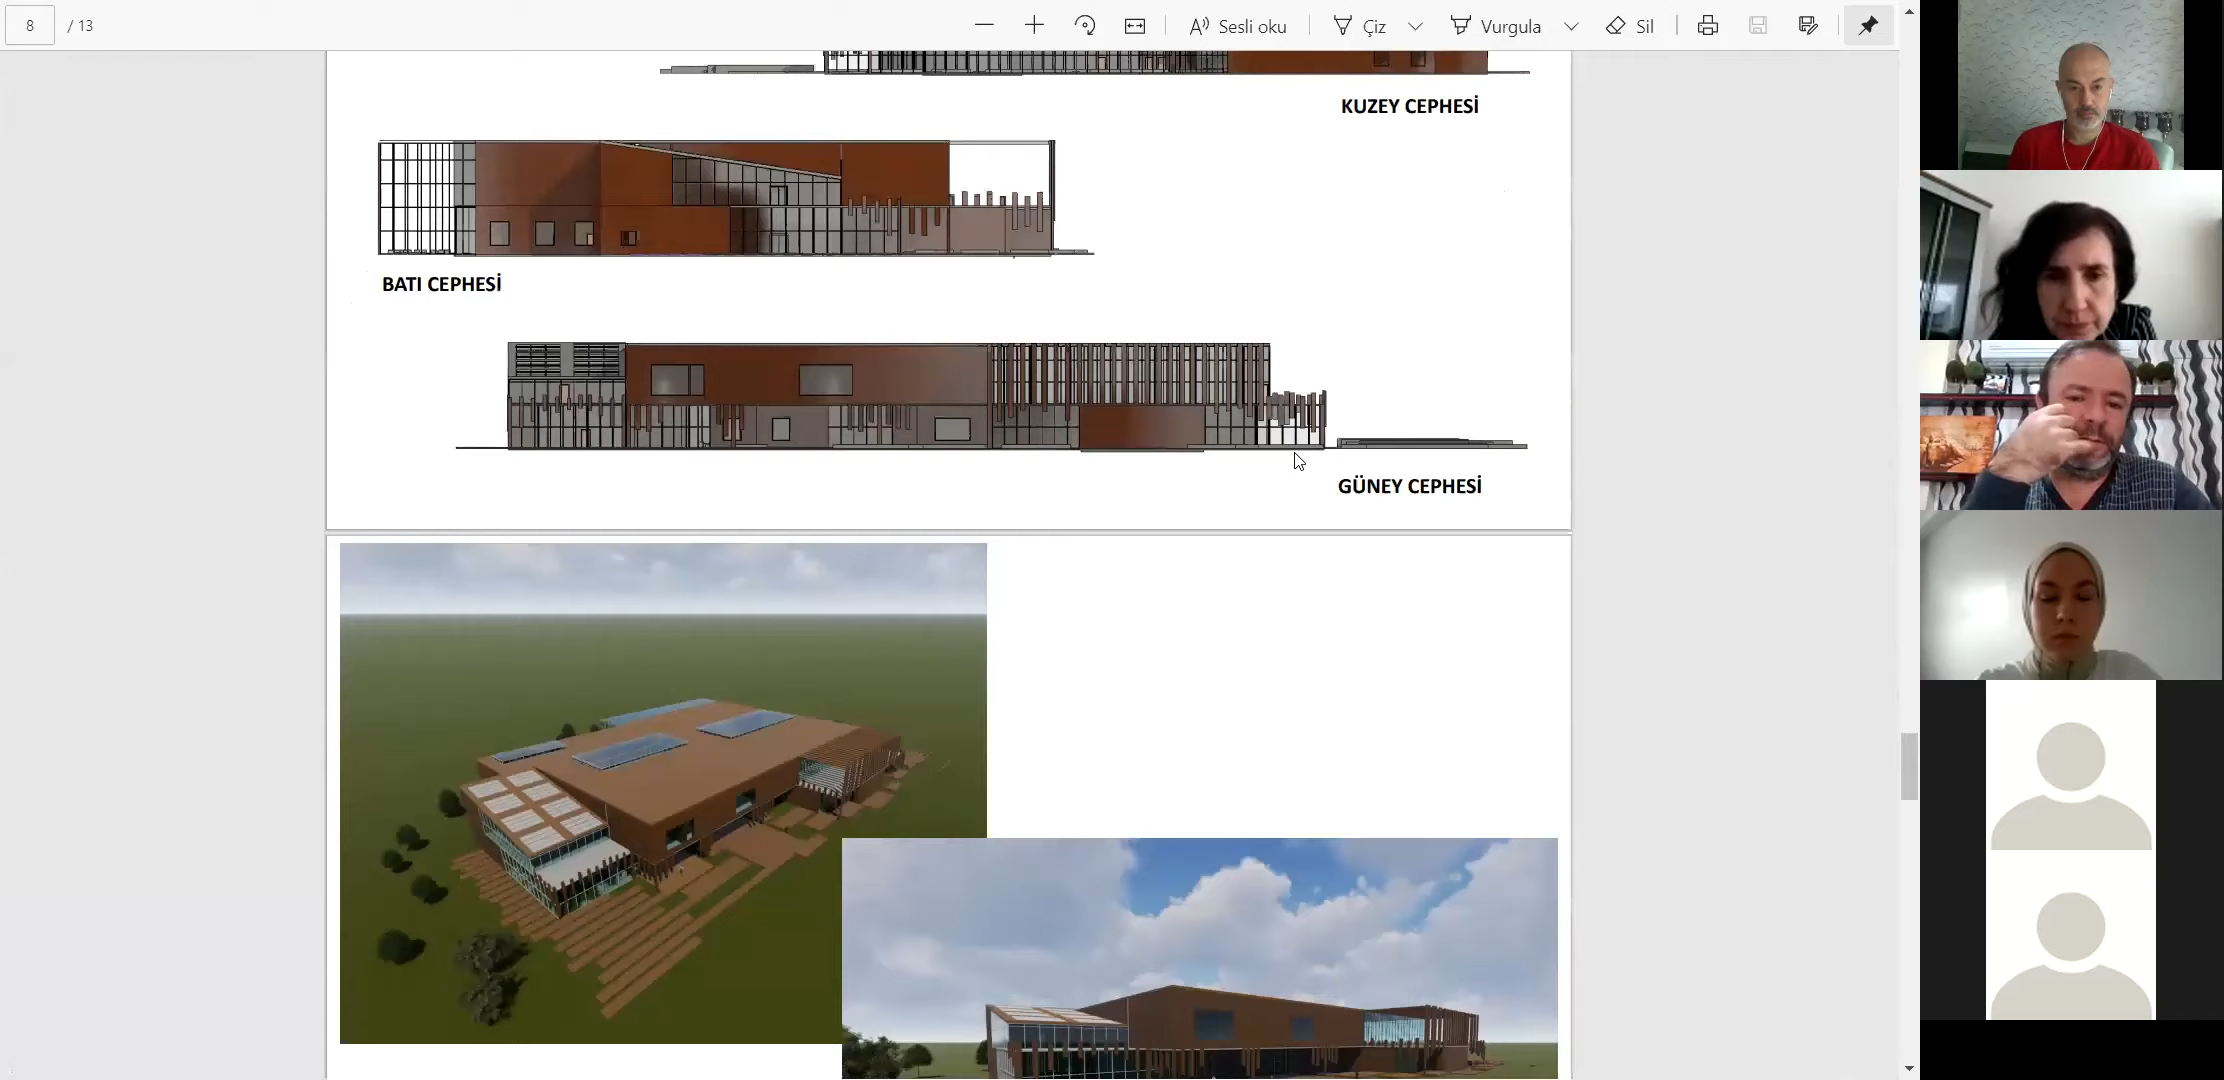 8 / 13 Sesli oku Çiz Vurgula Sil
KUZEY CEPHESİ
BATI CEPHESİ
GÜNEY CEPHESİ